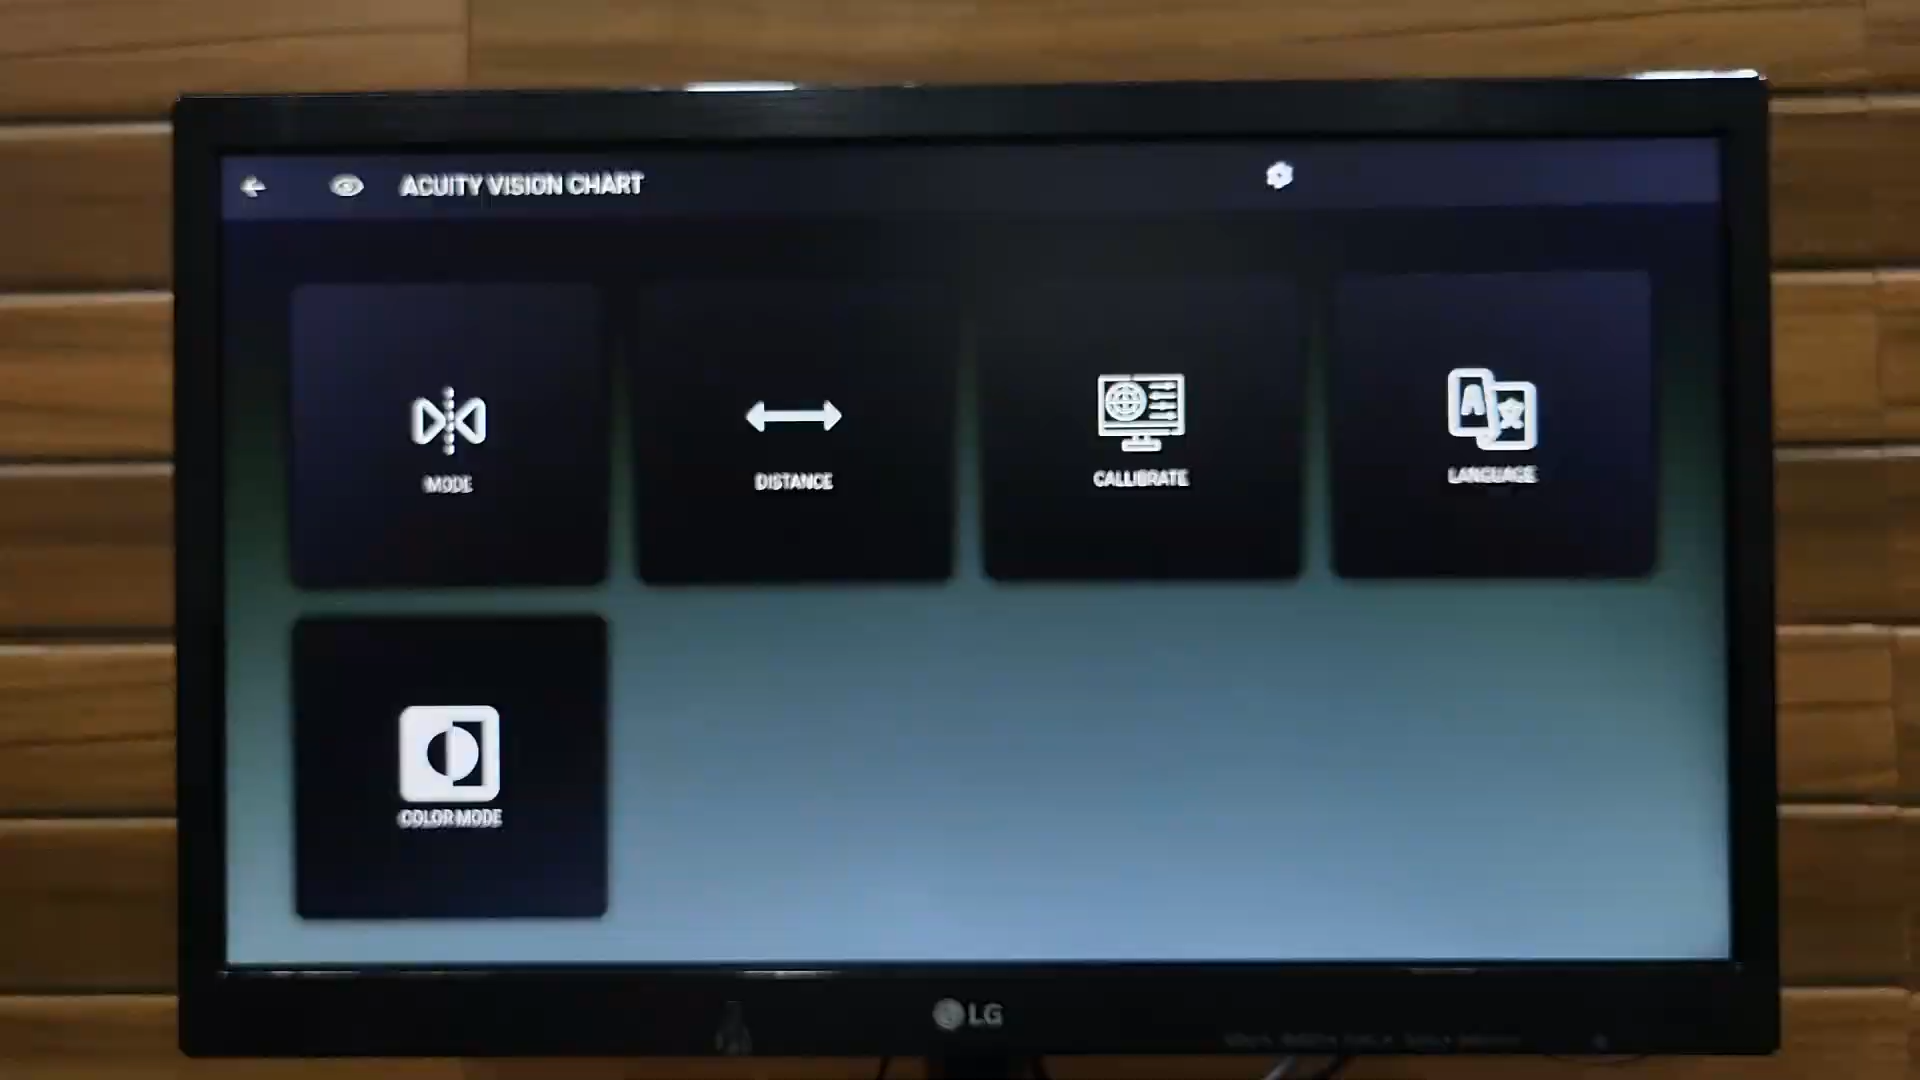 ACUITY VISION CHART
MODE
DISTANCE
CALLIBRATE
LANGUAGE
COLOR MODE
LG